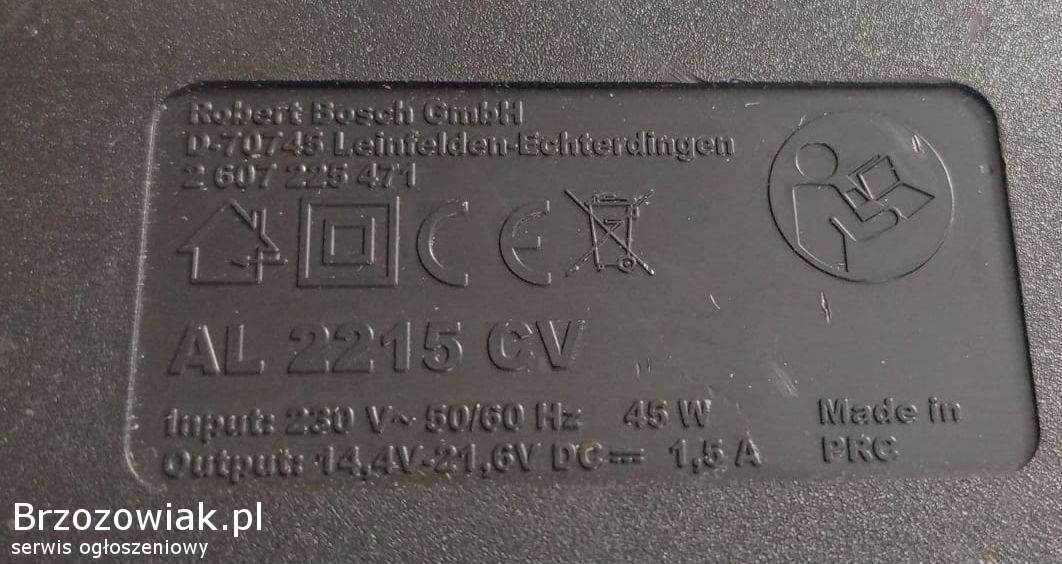 Robert Bosch GmbH
D-70745 Leinfelden-Echterdingen
2 607 225 471
CE
AL 2215 CV
Input: 230 V~ 50/60 Hz 45 W
Output: 14,4V-21,6V DC⎓ 1,5 A
Made in
PRC
Brzozowiak.pl
serwis ogłoszeniowy